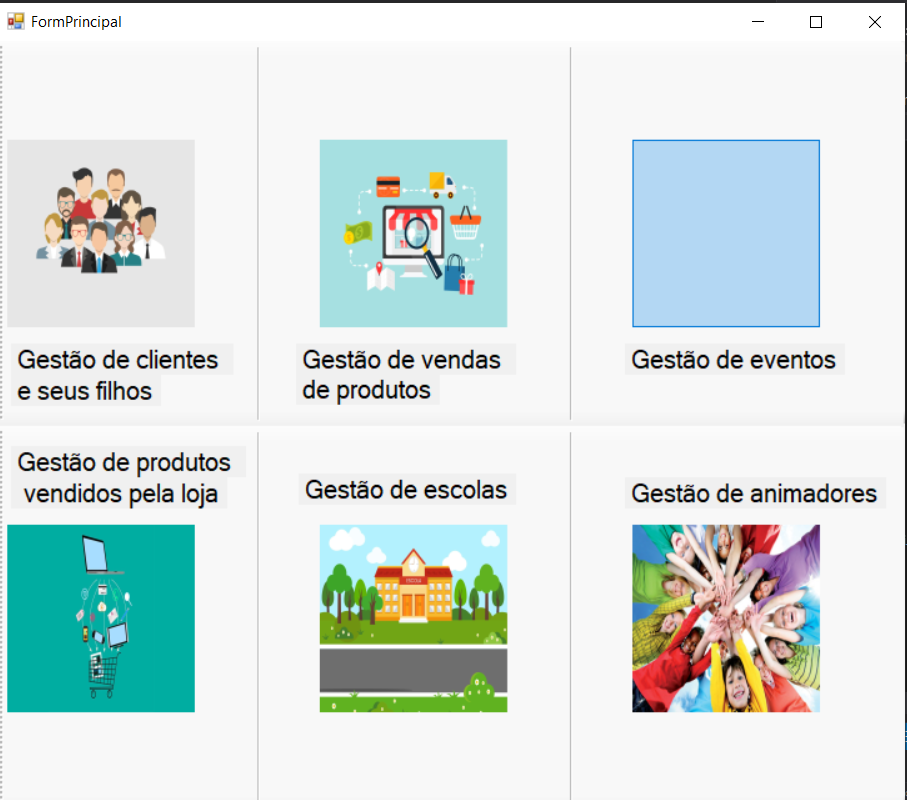 FormPrincipal
Gestão de clientes
e seus filhos
Gestão de vendas
de produtos
Gestão de eventos
Gestão de produtos
vendidos pela loja
Gestão de escolas
Gestão de animadores